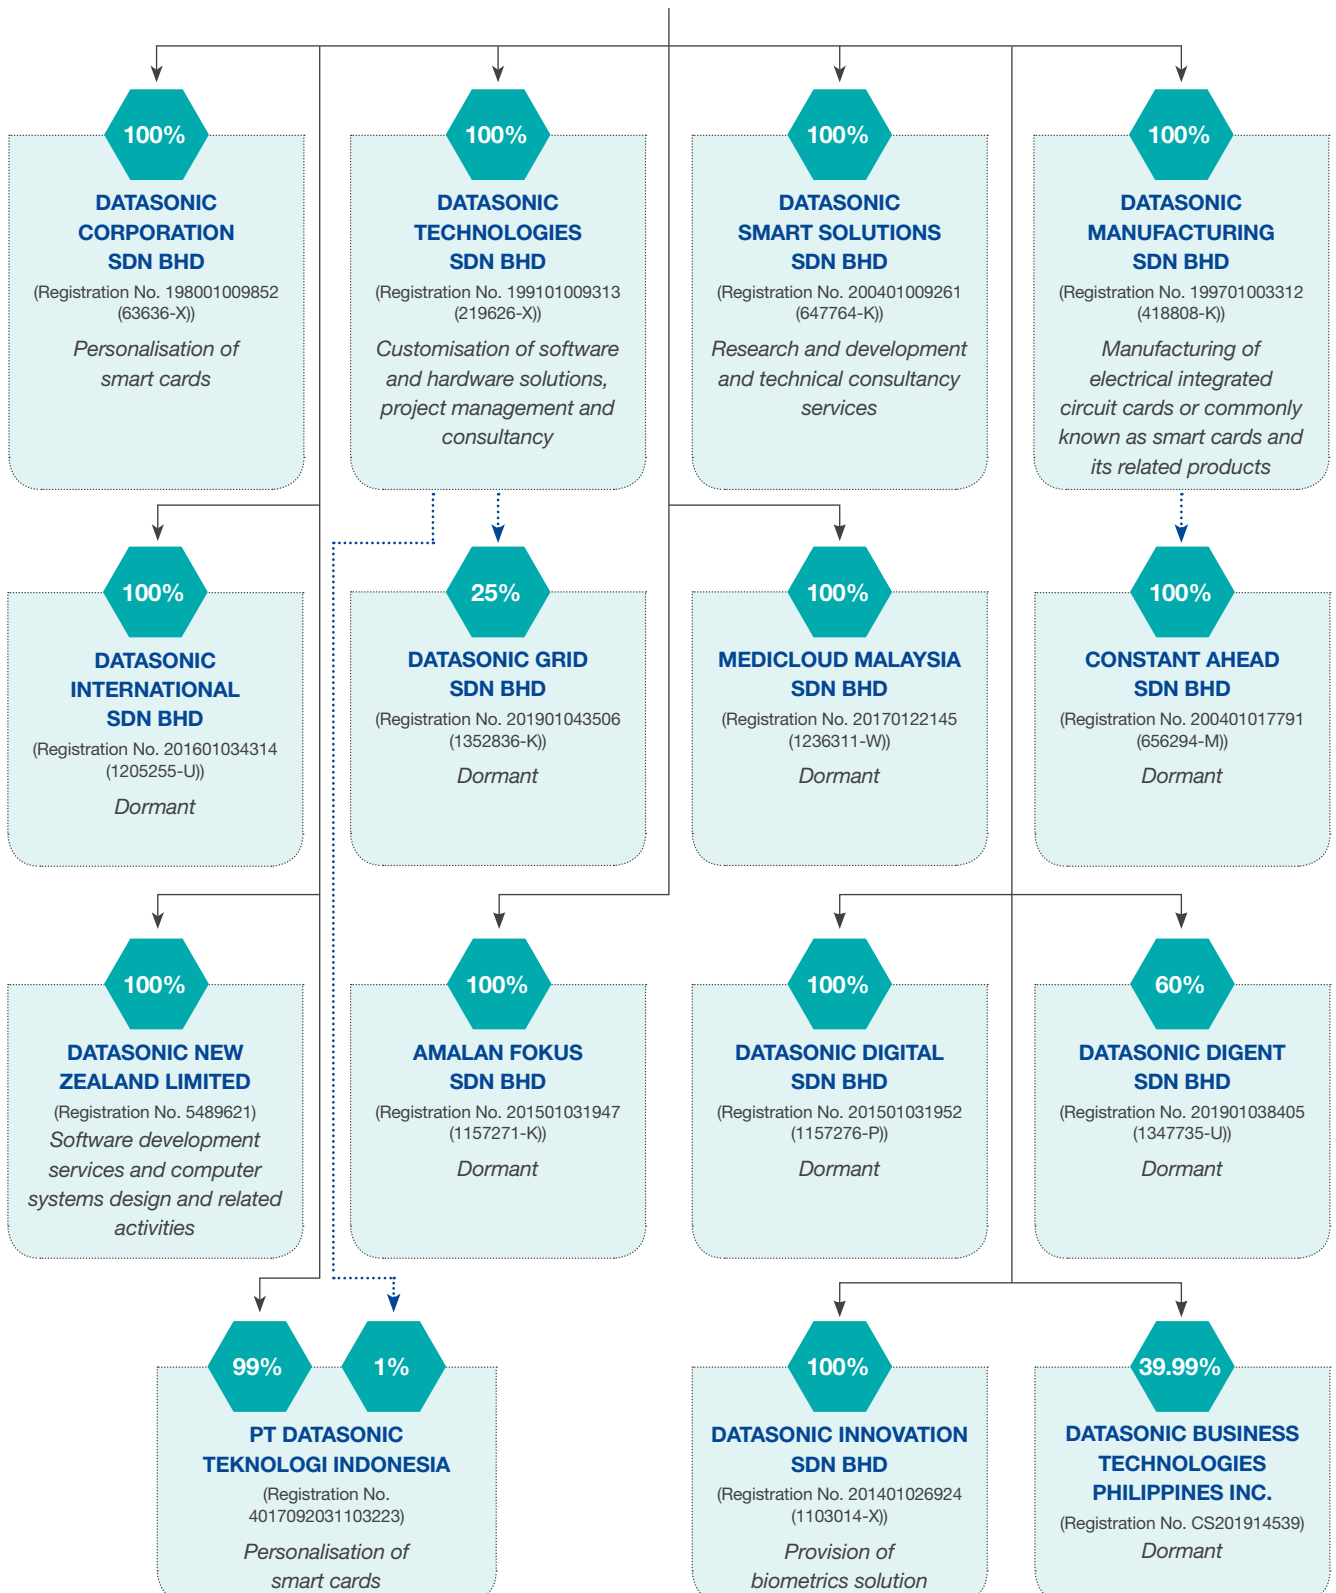 100%
DATASONIC
CORPORATION
SDN BHD
(Registration No. 198001009852
(63636-X))
Personalisation of
smart cards
100%
DATASONIC
TECHNOLOGIES
SDN BHD
(Registration No. 199101009313
(219626-X))
Customisation of software
and hardware solutions,
project management and
consultancy
100%
DATASONIC
SMART SOLUTIONS
SDN BHD
(Registration No. 200401009261
(647764-K))
Research and development
and technical consultancy
services
100%
DATASONIC
MANUFACTURING
SDN BHD
(Registration No. 199701003312
(418808-K))
Manufacturing of
electrical integrated
circuit cards or commonly
known as smart cards and
its related products
100%
DATASONIC
INTERNATIONAL
SDN BHD
(Registration No. 201601034314
(1205255-U))
Dormant
25%
DATASONIC GRID
SDN BHD
(Registration No. 201901043506
(1352836-K))
Dormant
100%
MEDICLOUD MALAYSIA
SDN BHD
(Registration No. 20170122145
(1236311-W))
Dormant
100%
CONSTANT AHEAD
SDN BHD
(Registration No. 200401017791
(656294-M))
Dormant
100%
DATASONIC NEW
ZEALAND LIMITED
(Registration No. 5489621)
Software development
services and computer
systems design and related
activities
100%
AMALAN FOKUS
SDN BHD
(Registration No. 201501031947
(1157271-K))
Dormant
100%
DATASONIC DIGITAL
SDN BHD
(Registration No. 201501031952
(1157276-P))
Dormant
60%
DATASONIC DIGENT
SDN BHD
(Registration No. 201901038405
(1347735-U))
Dormant
99%
1%
PT DATASONIC
TEKNOLOGI INDONESIA
(Registration No.
4017092031103223)
Personalisation of
smart cards
100%
DATASONIC INNOVATION
SDN BHD
(Registration No. 201401026924
(1103014-X))
Provision of
biometrics solution
39.99%
DATASONIC BUSINESS
TECHNOLOGIES
PHILIPPINES INC.
(Registration No. CS201914539)
Dormant